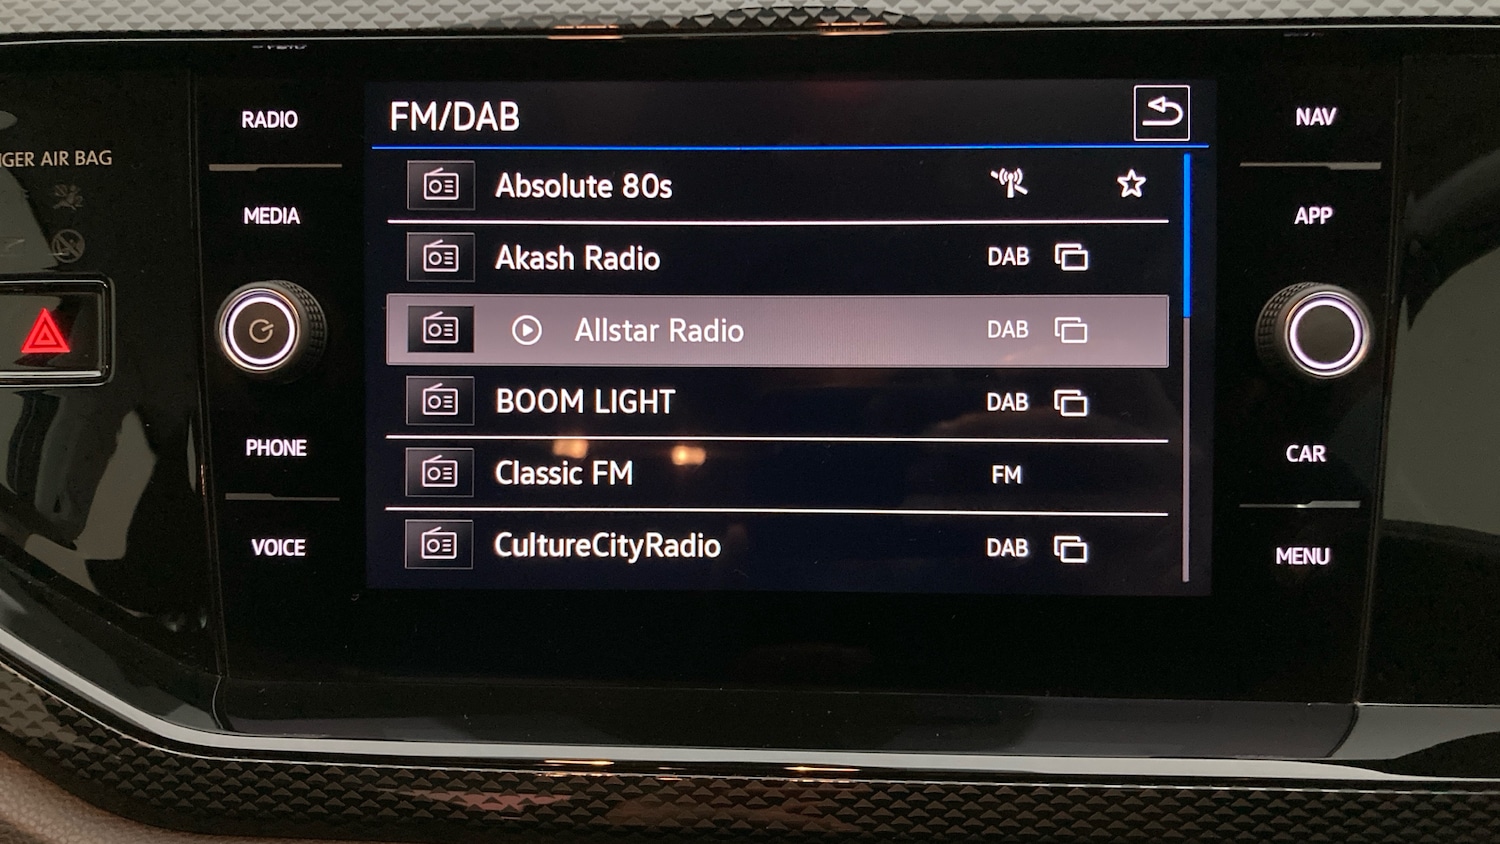 RADIO
MEDIA
PHONE
VOICE
GER AIR BAG
FM/DAB
Absolute 80s
Akash Radio DAB
Allstar Radio DAB
BOOM LIGHT DAB
Classic FM FM
CultureCityRadio DAB
NAV
APP
CAR
MENU